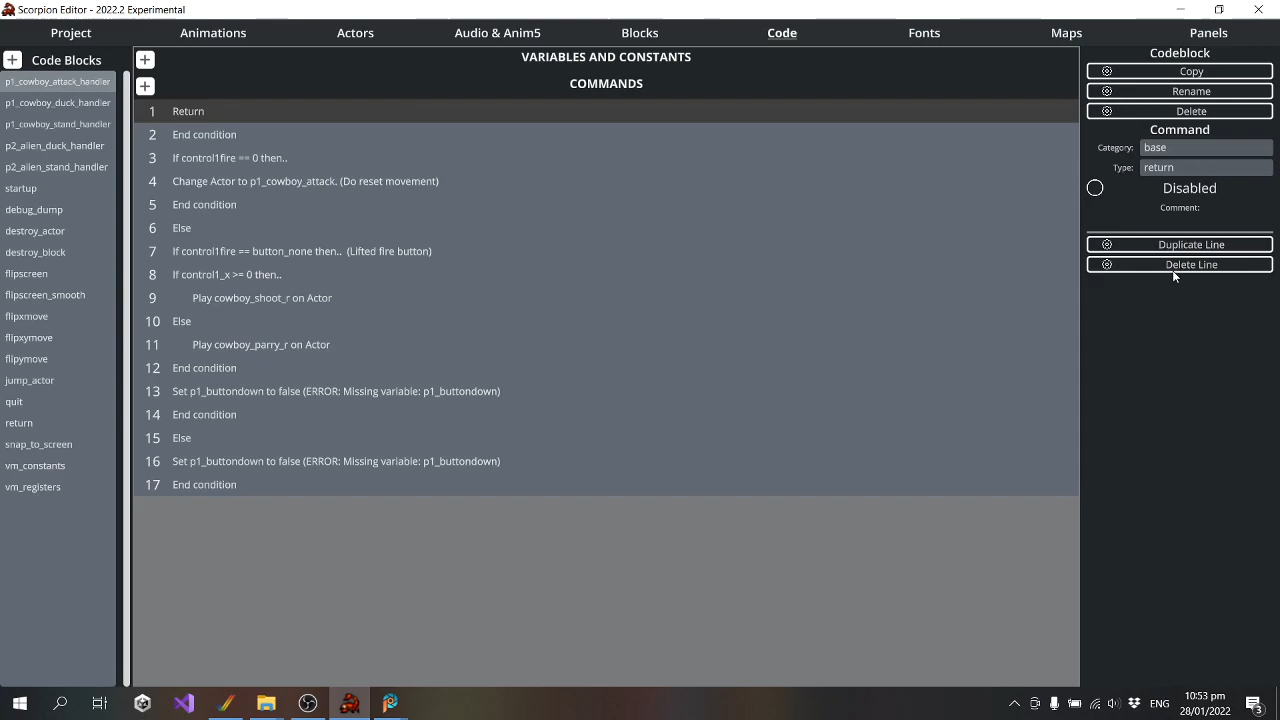 Scorpion Editor - 2022.2 Experimental
Project Animations Actors Audio & Anim5 Blocks Code Fonts Maps Panels
Code Blocks
p1_cowboy_attack_handler
p1_cowboy_duck_handler
p1_cowboy_stand_handler
p2_alien_duck_handler
p2_alien_stand_handler
startup
debug_dump
destroy_actor
destroy_block
flipscreen
flipscreen_smooth
flipxmove
flipxymove
flipymove
jump_actor
quit
return
snap_to_screen
vm_constants
vm_registers
VARIABLES AND CONSTANTS
COMMANDS
1 Return
2 End condition
3 If control1fire == 0 then..
4 Change Actor to p1_cowboy_attack. (Do reset movement)
5 End condition
6 Else
7 If control1fire == button_none then.. (Lifted fire button)
8 If control1_x >= 0 then..
9 Play cowboy_shoot_r on Actor
10 Else
11 Play cowboy_parry_r on Actor
12 End condition
13 Set p1_buttondown to false (ERROR: Missing variable: p1_buttondown)
14 End condition
15 Else
16 Set p1_buttondown to false (ERROR: Missing variable: p1_buttondown)
17 End condition
Codeblock
Copy
Rename
Delete
Command
Category: base
Type: return
Disabled
Comment:
Duplicate Line
Delete Line
ENG
10:53 pm
28/01/2022
3